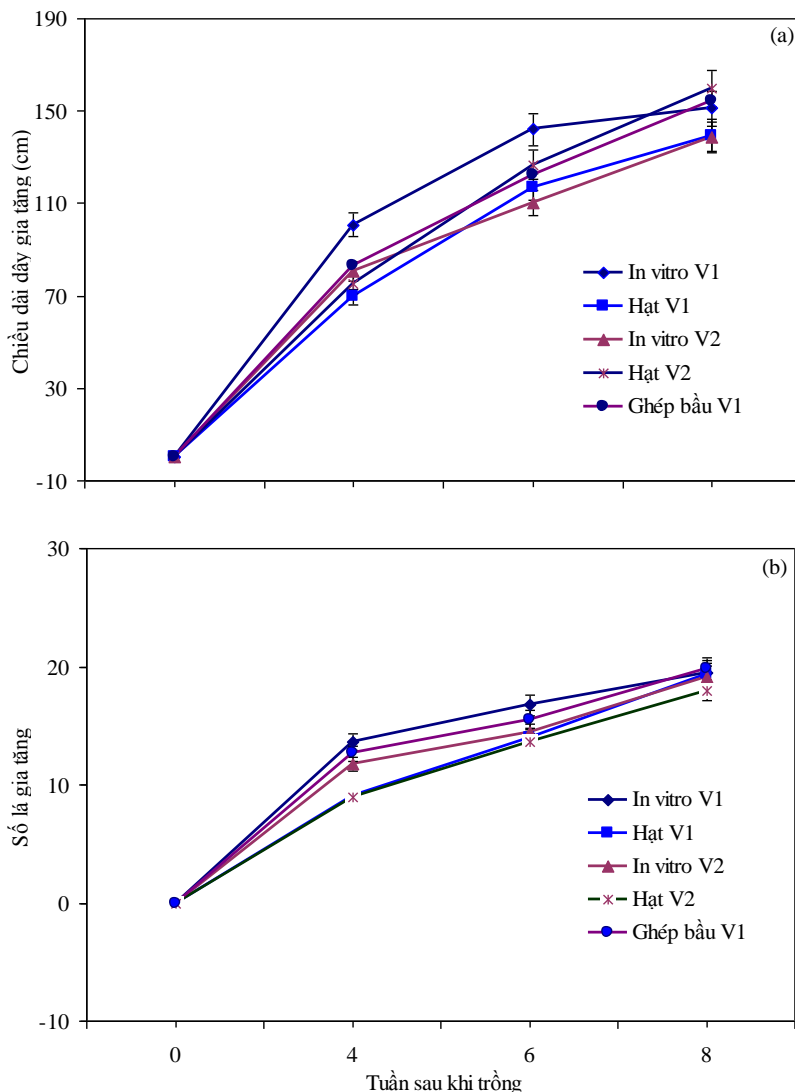 190
(a)
150
110
70
30
-10
Chiều dài dây gia tăng (cm)
In vitro V1
Hạt V1
In vitro V2
Hạt V2
Ghép bầu V1
30
(b)
20
10
0
-10
Số lá gia tăng
In vitro V1
Hạt V1
In vitro V2
Hạt V2
Ghép bầu V1
0 4 6 8
Tuần sau khi trồng